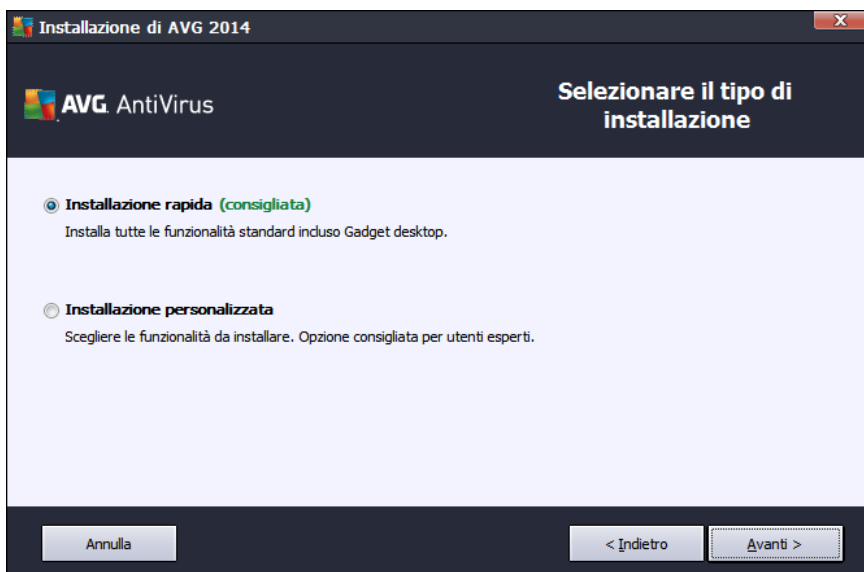 Installazione di AVG 2014
X
AVG. AntiVirus
Selezionare il tipo di
installazione
Installazione rapida (consigliata)
Installa tutte le funzionalità standard incluso Gadget desktop.
Installazione personalizzata
Scegliere le funzionalità da installare. Opzione consigliata per utenti esperti.
Annulla
< Indietro
Avanti >